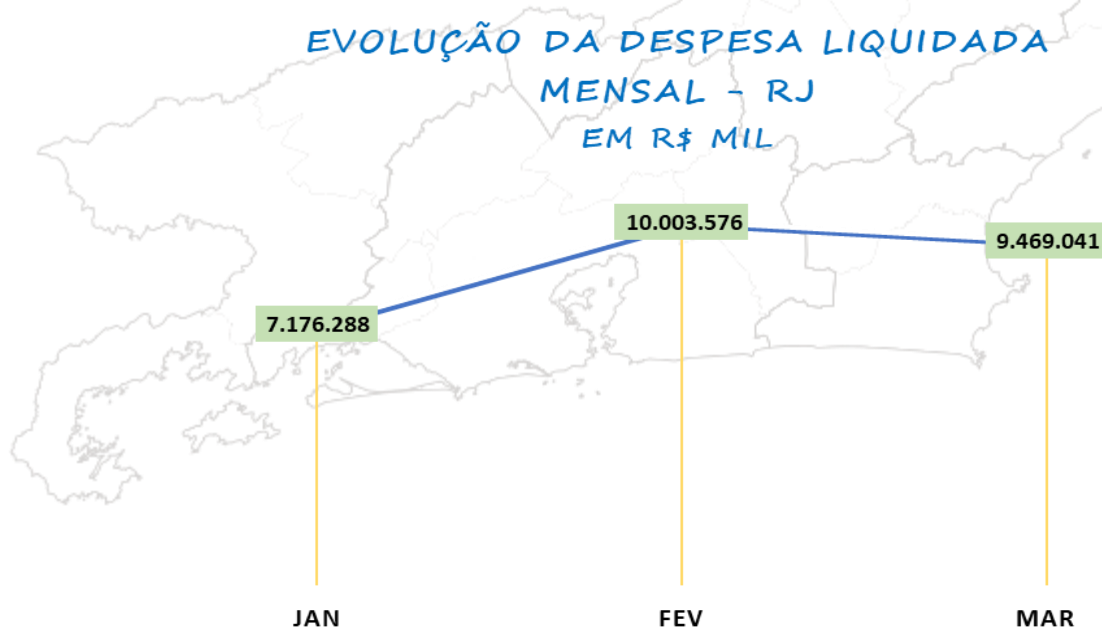 EVOLUÇÃO DA DESPESA LIQUIDADA
MENSAL - RJ
EM R$ MIL
10.003.576
9.469.041
7.176.288
JAN FEV MAR